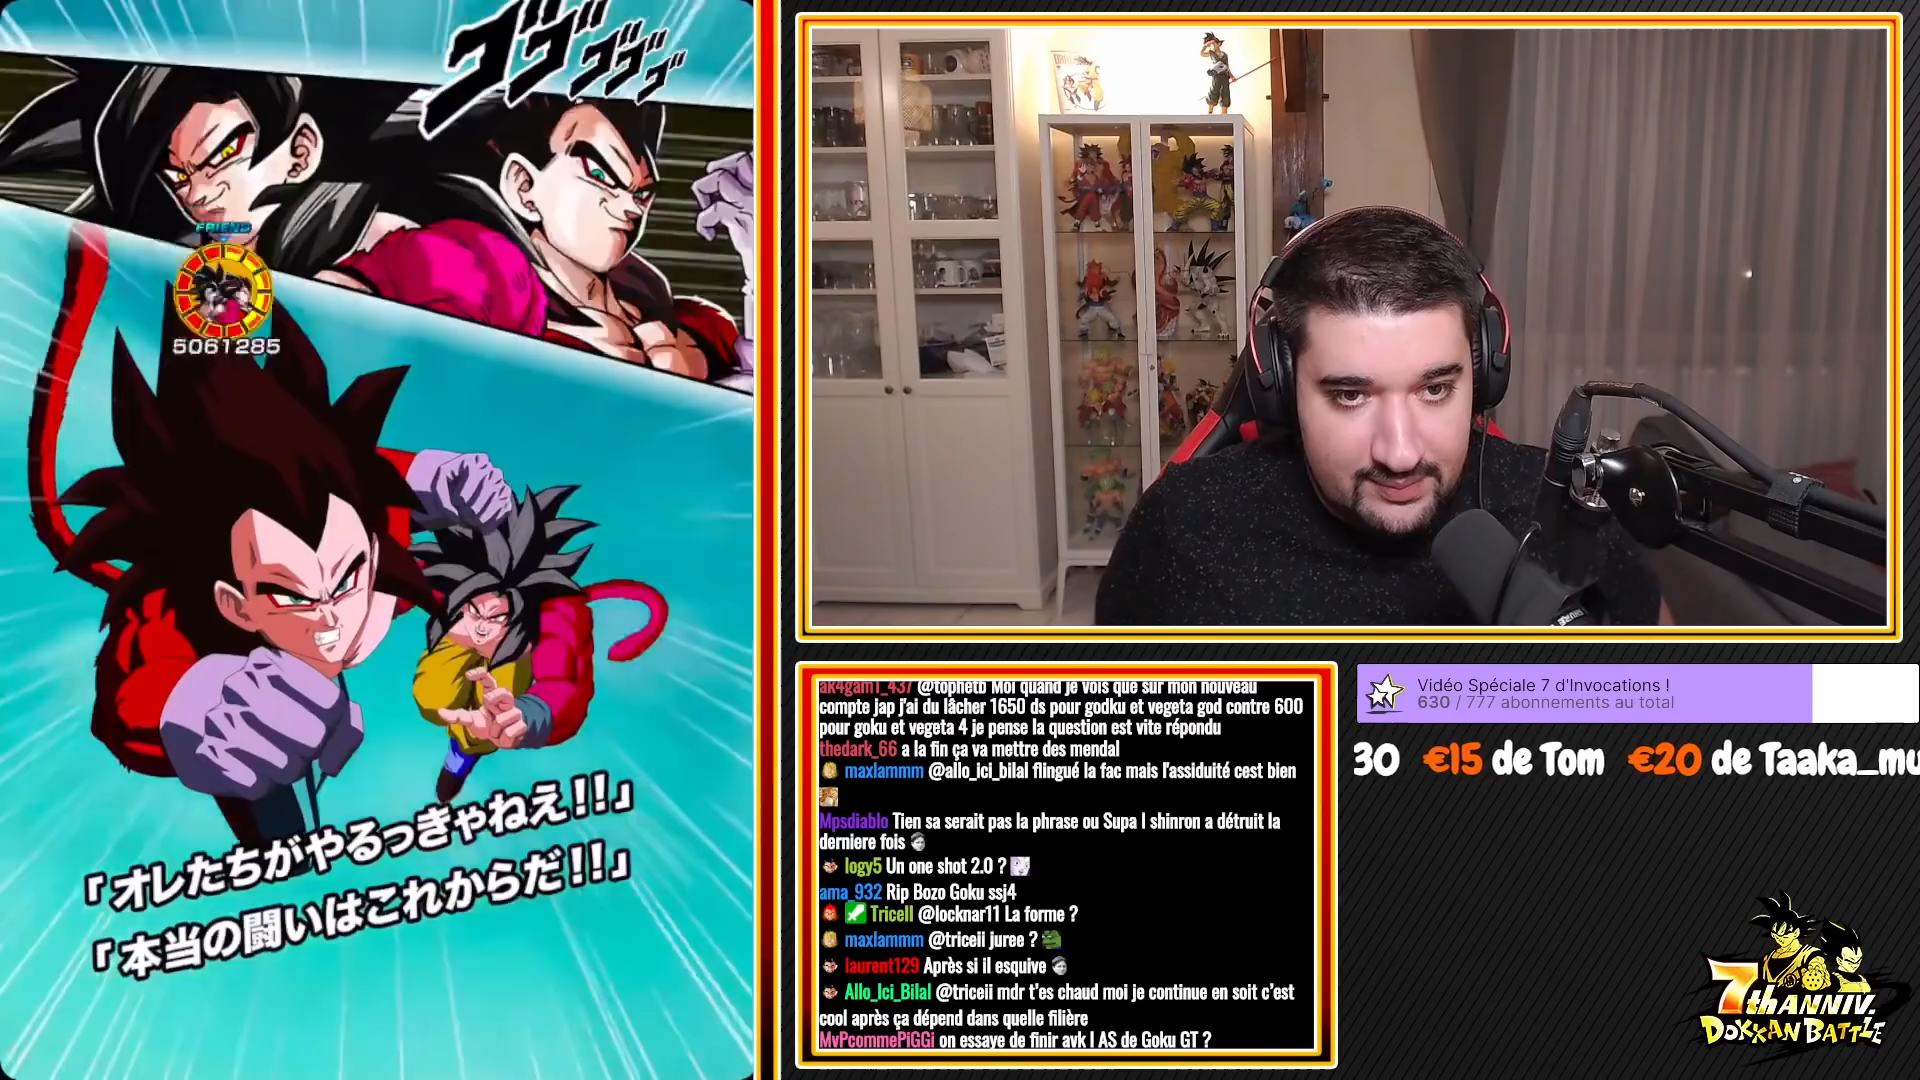 ゴゴゴゴゴ
FRIEND
5061285
「オレたちがやるっきゃねえ!!」
「本当の闘いはこれからだ!!」
ak4gam1_437 @tophetb Moi quand je vois que sur mon nouveau
compte jap j'ai du lâcher 1650 ds pour godku et vegeta god contre 600
pour goku et vegeta 4 je pense la question est vite répondu
thedark_66 a la fin ça va mettre des mendal
maxlammm @allo_ici_bilal flingué la fac mais l'assiduité cest bien
Mpsdiablo Tien sa serait pas la phrase ou Supa l shinron a détruit la
derniere fois
logy5 Un one shot 2.0 ?
ama_932 Rip Bozo Goku ssj4
Tricell @locknar11 La forme ?
maxlammm @triceii juree ?
laurent129 Après si il esquive
Allo_Ici_Bilal @triceii mdr t'es chaud moi je continue en soit c'est
cool après ça dépend dans quelle filière
MvPcommePiGGi on essaye de finir avk l AS de Goku GT ?
Vidéo Spéciale 7 d'Invocations !
630 / 777 abonnements au total
30 €15 de Tom €20 de Taaka_mu
7thANNIV.
DOKKAN BATTLE